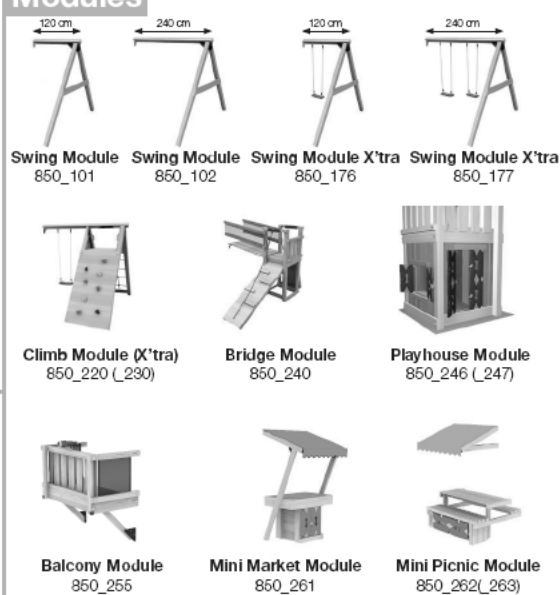 Modules
120 cm 240 cm 120 cm 240 cm
Swing Module Swing Module Swing Module X'tra Swing Module X'tra
850_101 850_102 850_176 850_177
Climb Module (X'tra) Bridge Module Playhouse Module
850_220 (_230) 850_240 850_246 (_247)
Balcony Module Mini Market Module Mini Picnic Module
850_255 850_261 850_262(_263)